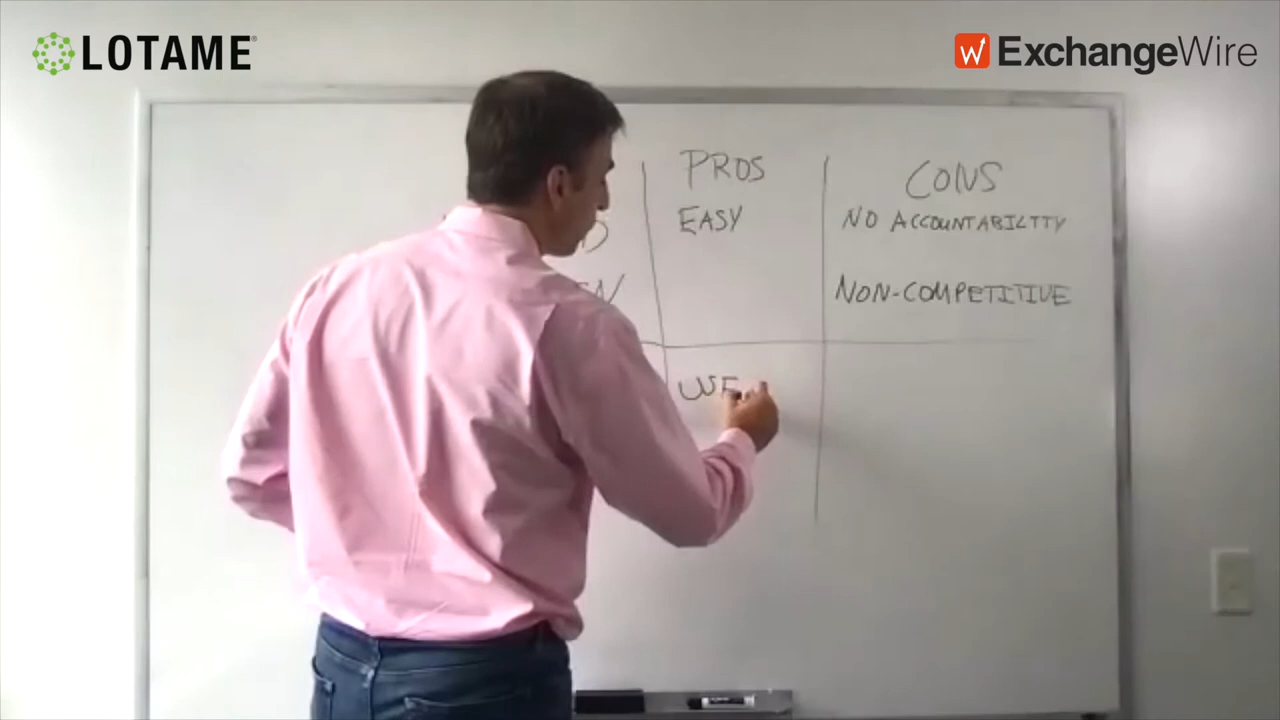 LOTAME
ExchangeWire
PROS
CONS
EASY
NO ACCOUNTABILITY
NON-COMPETITIVE